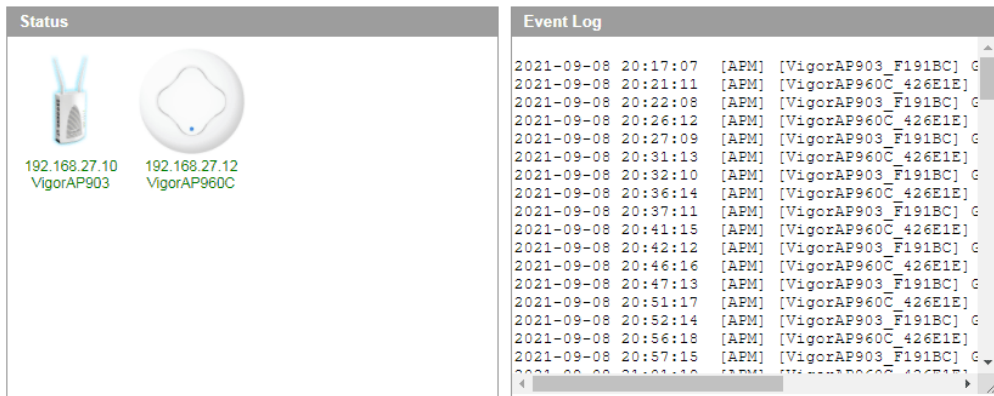 Status
192.168.27.10
VigorAP903
192.168.27.12
VigorAP960C
Event Log
2021-09-08 20:17:07 [APM] [VigorAP903_F191BC] G
2021-09-08 20:21:11 [APM] [VigorAP960C_426E1E]
2021-09-08 20:22:08 [APM] [VigorAP903_F191BC] G
2021-09-08 20:26:12 [APM] [VigorAP960C_426E1E]
2021-09-08 20:27:09 [APM] [VigorAP903_F191BC] G
2021-09-08 20:31:13 [APM] [VigorAP960C_426E1E]
2021-09-08 20:32:10 [APM] [VigorAP903_F191BC] G
2021-09-08 20:36:14 [APM] [VigorAP960C_426E1E]
2021-09-08 20:37:11 [APM] [VigorAP903_F191BC] G
2021-09-08 20:41:15 [APM] [VigorAP960C_426E1E]
2021-09-08 20:42:12 [APM] [VigorAP903_F191BC] G
2021-09-08 20:46:16 [APM] [VigorAP960C_426E1E]
2021-09-08 20:47:13 [APM] [VigorAP903_F191BC] G
2021-09-08 20:51:17 [APM] [VigorAP960C_426E1E]
2021-09-08 20:52:14 [APM] [VigorAP903_F191BC] G
2021-09-08 20:56:18 [APM] [VigorAP960C_426E1E]
2021-09-08 20:57:15 [APM] [VigorAP903_F191BC] G